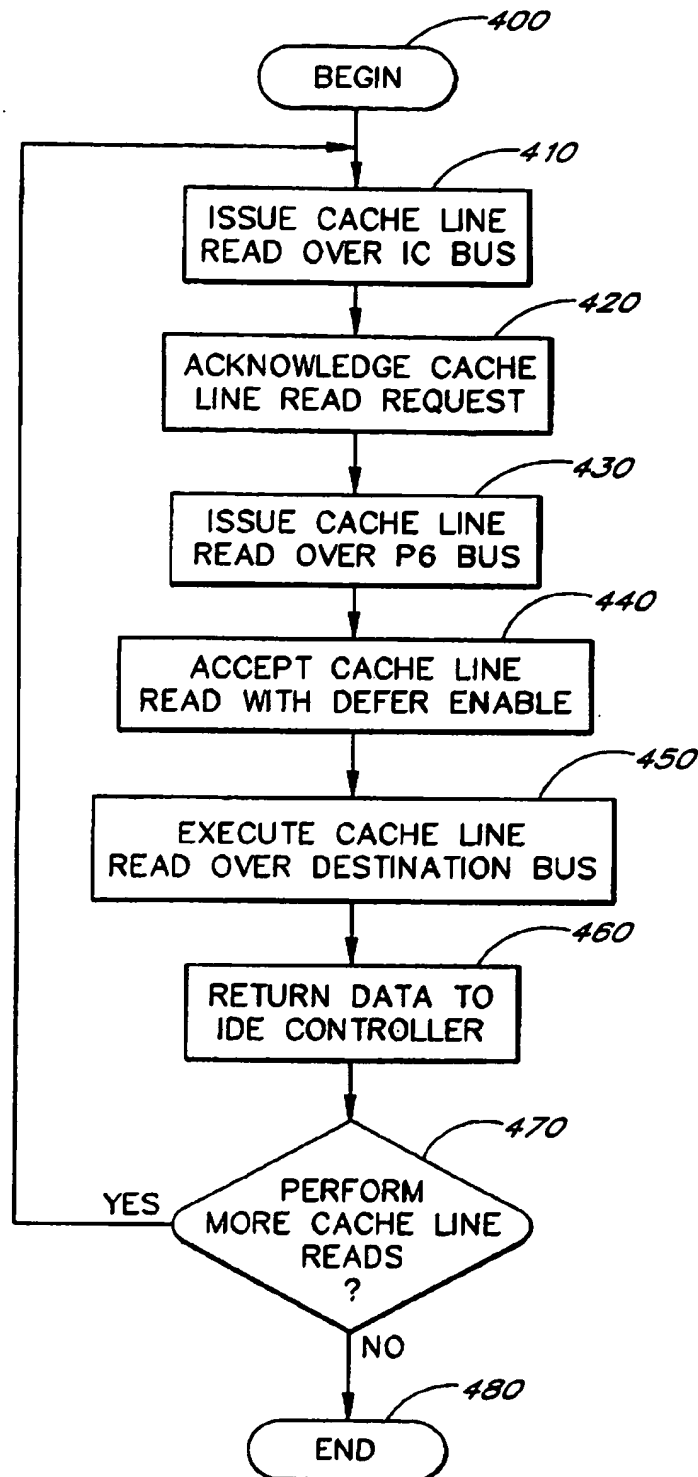 400
BEGIN
410
ISSUE CACHE LINE
READ OVER IC BUS
420
ACKNOWLEDGE CACHE
LINE READ REQUEST
430
ISSUE CACHE LINE
READ OVER P6 BUS
440
ACCEPT CACHE LINE
READ WITH DEFER ENABLE
450
EXECUTE CACHE LINE
READ OVER DESTINATION BUS
460
RETURN DATA TO
IDE CONTROLLER
470
YES
PERFORM
MORE CACHE LINE
READS
?
NO
480
END